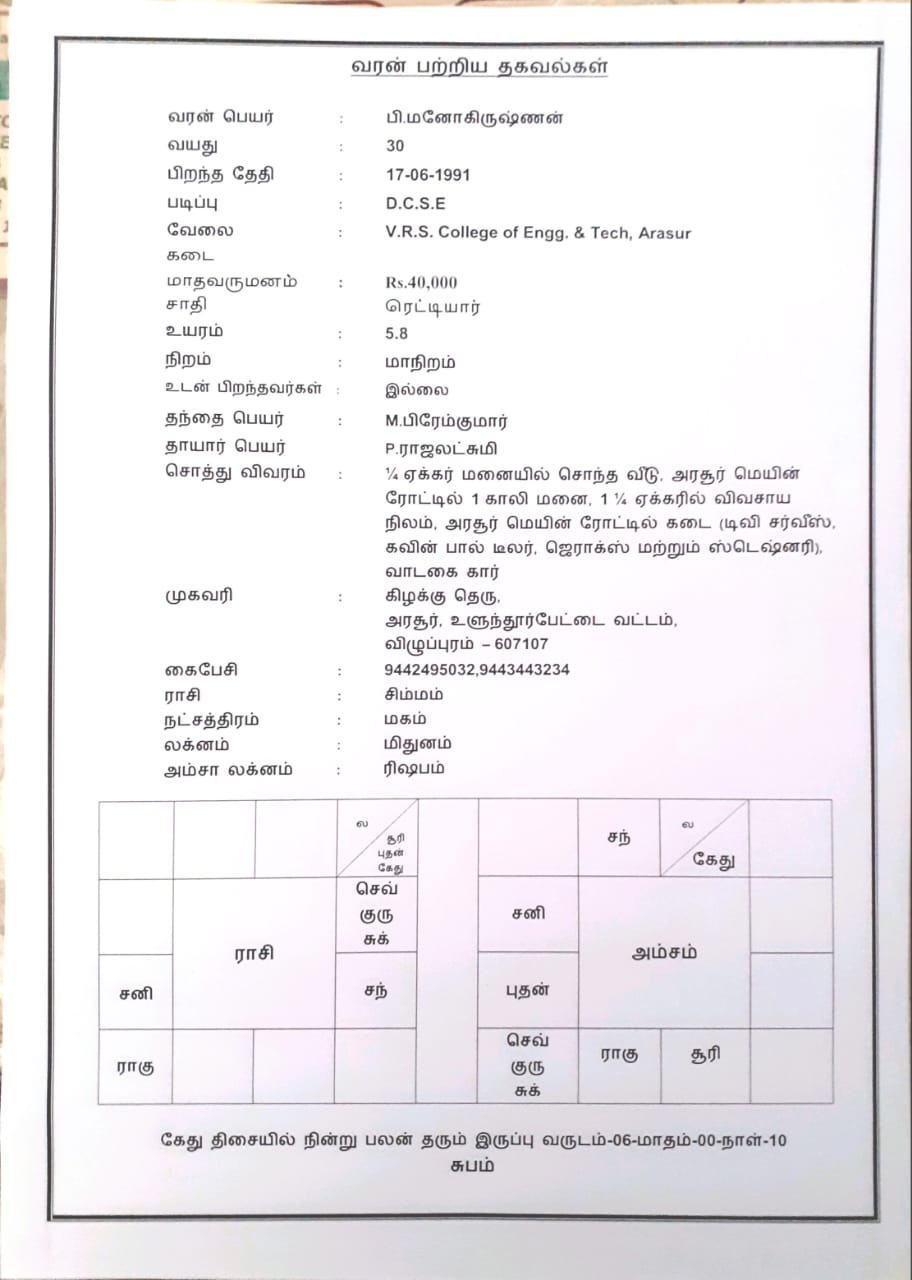 வரன் பற்றிய தகவல்கள்
வரன் பெயர் : பி.மனோகிருஷ்ணன்
வயது : 30
பிறந்த தேதி : 17-06-1991
படிப்பு : D.C.S.E
வேலை : V.R.S. College of Engg. & Tech, Arasur
கடை
மாதவருமனம் : Rs.40,000
சாதி ரெட்டியார்
உயரம் : 5.8
நிறம் : மாநிறம்
உடன் பிறந்தவர்கள் : இல்லை
தந்தை பெயர் : M.பிரேம்குமார்
தாயார் பெயர் P.ராஜலட்சுமி
சொத்து விவரம் : ¼ ஏக்கர் மனையில் சொந்த வீடு, அரசூர் மெயின்
ரோட்டில் 1 காலி மனை, 1 ¼ ஏக்கரில் விவசாய
நிலம், அரசூர் மெயின் ரோட்டில் கடை (டிவி சர்வீஸ்,
கவின் பால் டீலர், ஜெராக்ஸ் மற்றும் ஸ்டெஷ்னரி),
வாடகை கார்
முகவரி : கிழக்கு தெரு,
அரசூர், உளுந்தூர்பேட்டை வட்டம்,
விழுப்புரம் – 607107
கைபேசி : 9442495032,9443443234
ராசி : சிம்மம்
நட்சத்திரம் : மகம்
லக்னம் : மிதுனம்
அம்சா லக்னம் : ரிஷபம்
ல
சூரி
புதன்
கேது
செவ்
குரு
சுக்
ராசி
சனி
சந்
ராகு
சந்
ல
கேது
சனி
அம்சம்
புதன்
செவ்
குரு
சுக்
ராகு
சூரி
கேது திசையில் நின்று பலன் தரும் இருப்பு வருடம்-06-மாதம்-00-நாள்-10
சுபம்